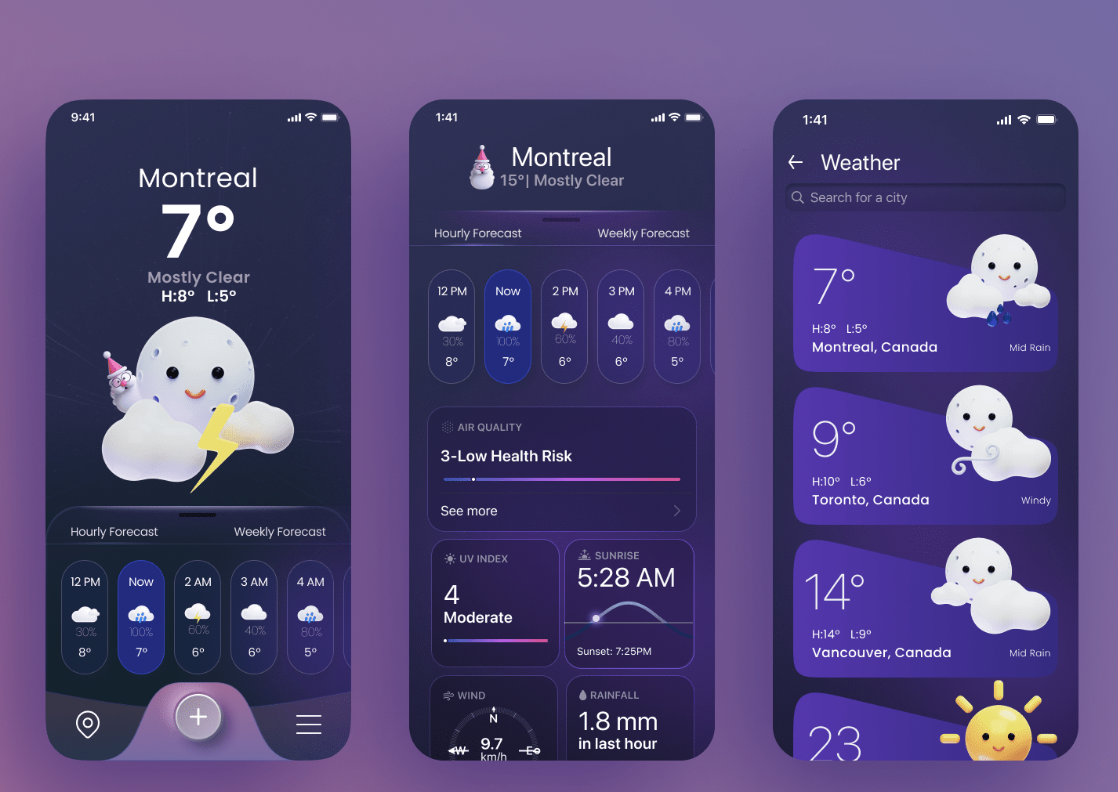 9:41
Montreal
7°
Mostly Clear
H:8° L:5°
Hourly Forecast Weekly Forecast
12 PM Now 2 AM 3 AM 4 AM
30% 100% 60% 40% 80%
8° 7° 6° 6° 5°
1:41
Montreal
15°| Mostly Clear
Hourly Forecast Weekly Forecast
12 PM Now 2 PM 3 PM 4 PM
30% 100% 60% 40% 80%
8° 7° 6° 6° 5°
AIR QUALITY
3-Low Health Risk
See more
UV INDEX
4
Moderate
SUNRISE
5:28 AM
Sunset: 7:25PM
WIND
N
W 9.7 E
km/h
RAINFALL
1.8 mm
in last hour
1:41
Weather
Search for a city
7°
H:8° L:5°
Montreal, Canada Mid Rain
9°
H:10° L:6°
Toronto, Canada Windy
14°
H:14° L:9°
Vancouver, Canada Mid Rain
23